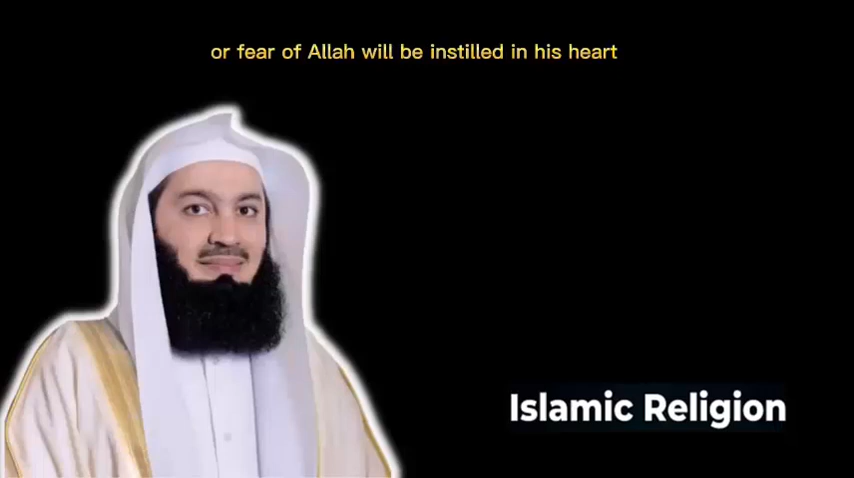 or fear of Allah will be instilled in his heart
Islamic Religion